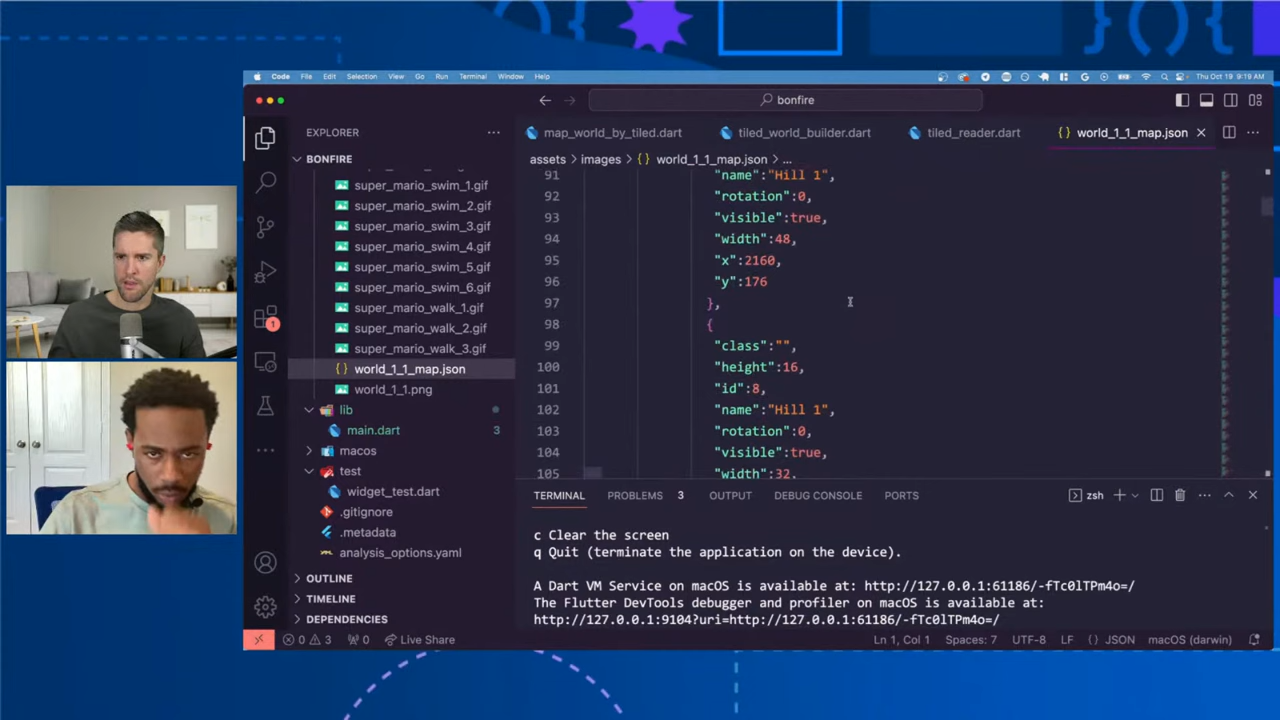 Code File Edit Selection View Go Run Terminal Window Help
Thu Oct 19 9:19 AM
bonfire
EXPLORER
BONFIRE
super_mario_swim_1.gif
super_mario_swim_2.gif
super_mario_swim_3.gif
super_mario_swim_4.gif
super_mario_swim_5.gif
super_mario_swim_6.gif
super_mario_walk_1.gif
super_mario_walk_2.gif
super_mario_walk_3.gif
{} world_1_1_map.json
world_1_1.png
lib
main.dart 3
macos
test
widget_test.dart
.gitignore
.metadata
analysis_options.yaml
OUTLINE
TIMELINE
DEPENDENCIES
1
map_world_by_tiled.dart
tiled_world_builder.dart
tiled_reader.dart
{} world_1_1_map.json
assets > images > {} world_1_1_map.json > ...
91 "name":"Hill 1",
92 "rotation":0,
93 "visible":true,
94 "width":48,
95 "x":2160,
96 "y":176
97 },
98 {
99 "class":"",
100 "height":16,
101 "id":8,
102 "name":"Hill 1",
103 "rotation":0,
104 "visible":true,
105 "width":32,
TERMINAL PROBLEMS 3 OUTPUT DEBUG CONSOLE PORTS
zsh
c Clear the screen
q Quit (terminate the application on the device).
A Dart VM Service on macOS is available at: http://127.0.0.1:61186/-fTc0lTPm4o=/
The Flutter DevTools debugger and profiler on macOS is available at:
http://127.0.0.1:9104?uri=http://127.0.0.1:61186/-fTc0lTPm4o=/
0 3 0 Live Share
Ln 1, Col 1 Spaces: 7 UTF-8 LF {} JSON macOS (darwin)